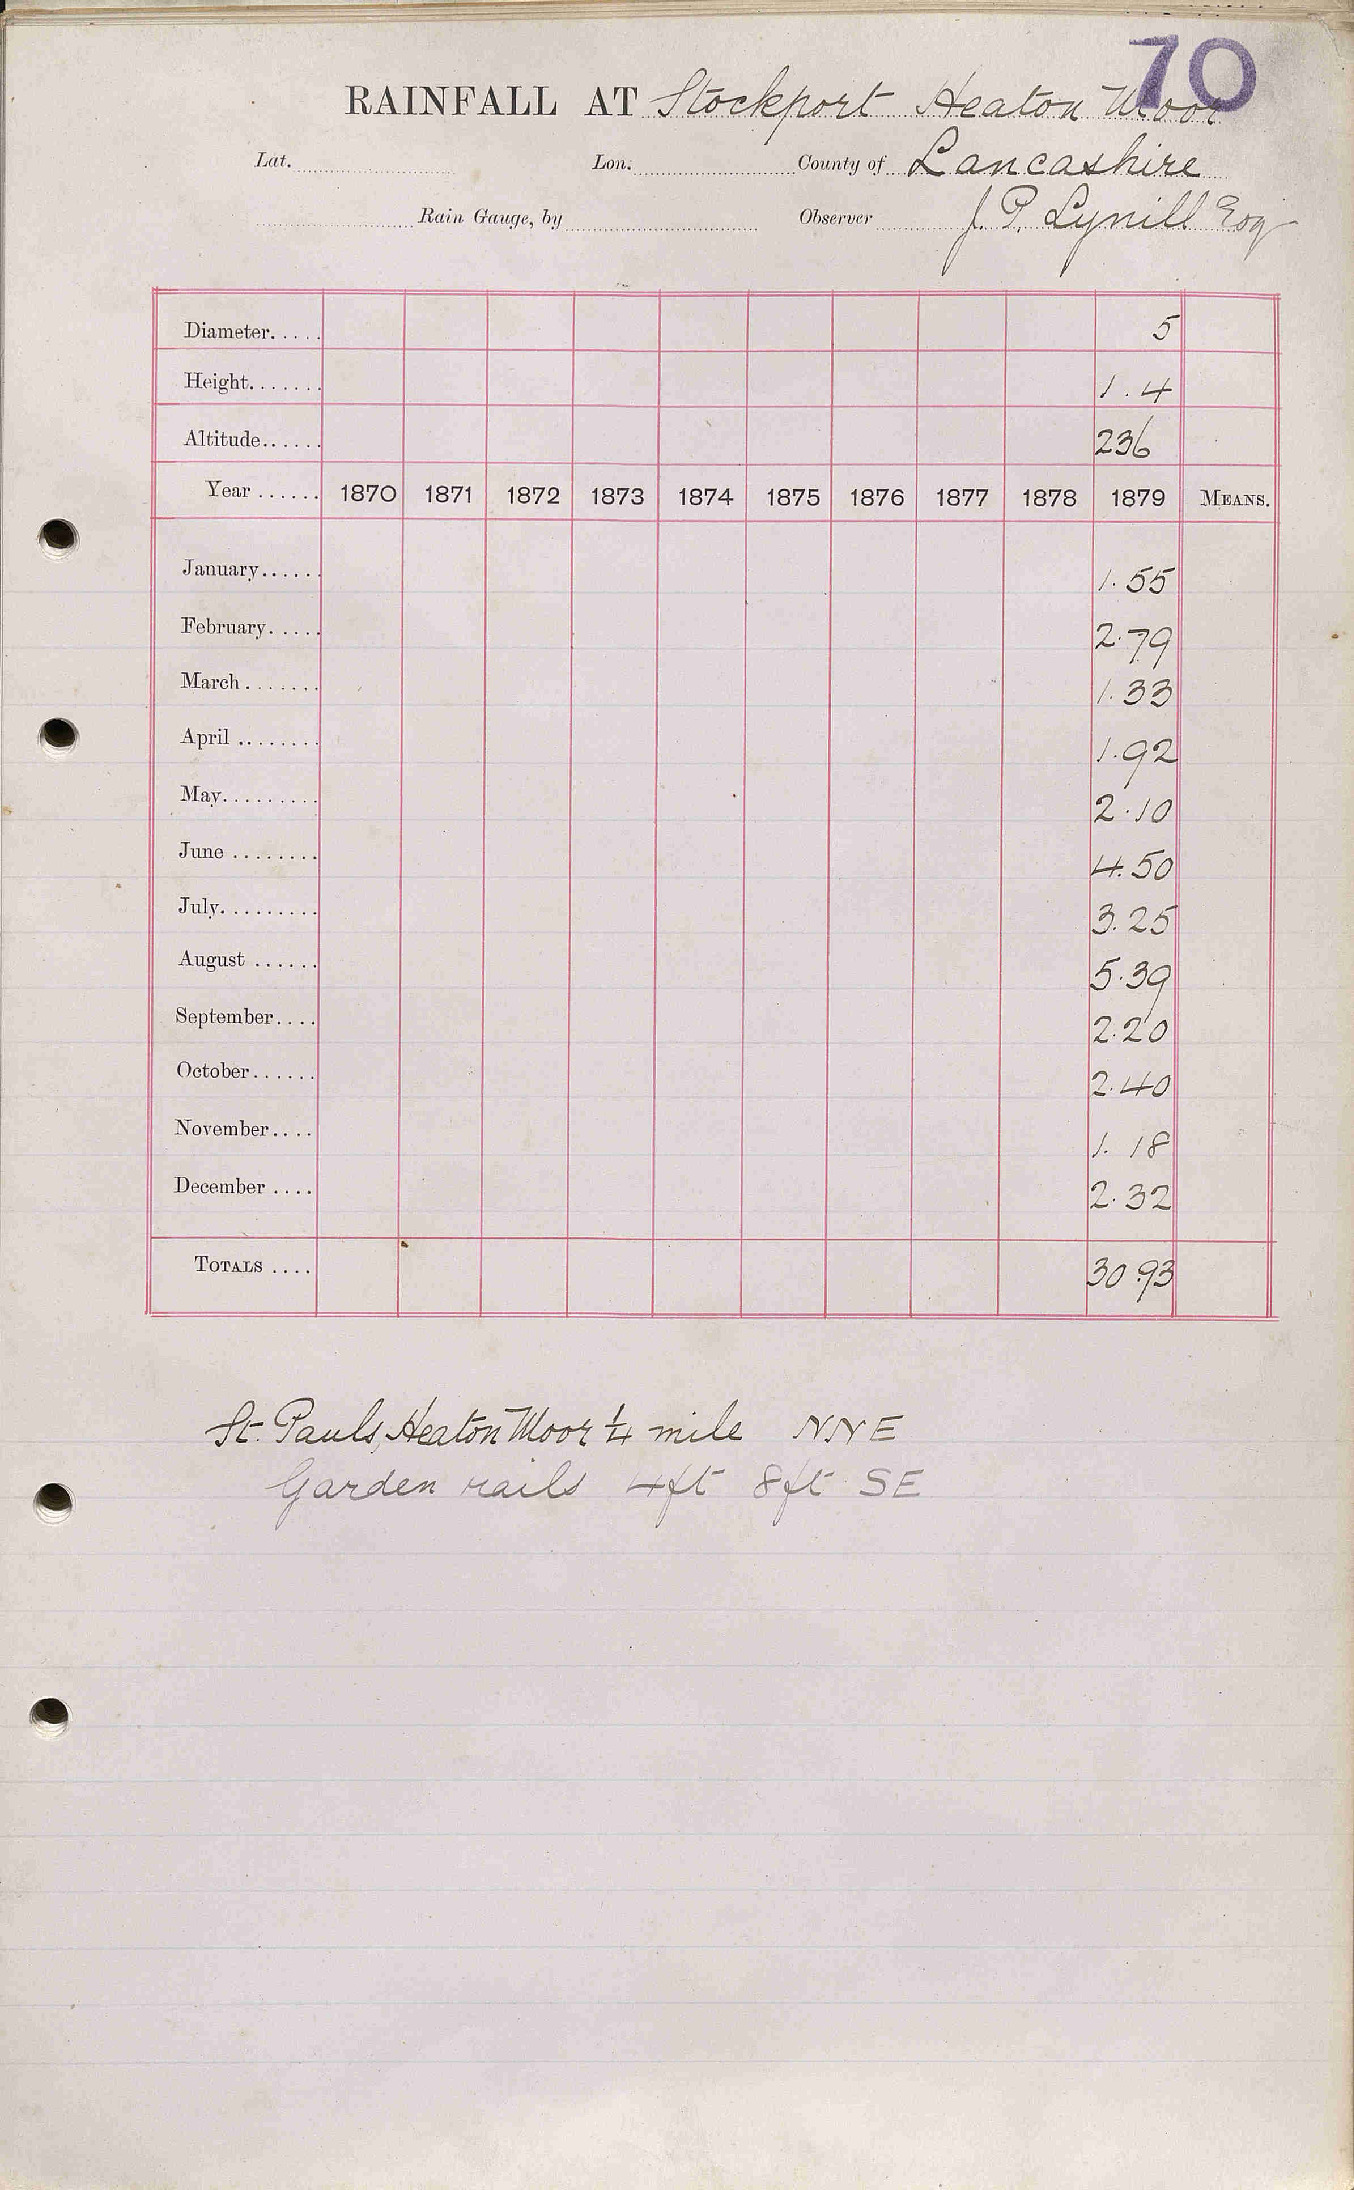 70
RAINFALL AT Stockport Heaton Moor
Lat. Lon. County of Lancashire
Rain Gauge, by Observer J. P. Lynill Esq
Diameter..... 5
Height....... 1.4
Altitude...... 236
Year ...... 1870 1871 1872 1873 1874 1875 1876 1877 1878 1879 MEANS.
January...... 1.55
February..... 2.79
March ....... 1.33
April ........ 1.92
May......... 2.10
June ........ 4.50
July......... 3.25
August ...... 5.39
September.... 2.20
October...... 2.40
November.... 1.18
December .... 2.32
TOTALS .... 30.93
St. Pauls, Heaton Moor ¼ mile NNE
Garden rails 4ft 8ft SE